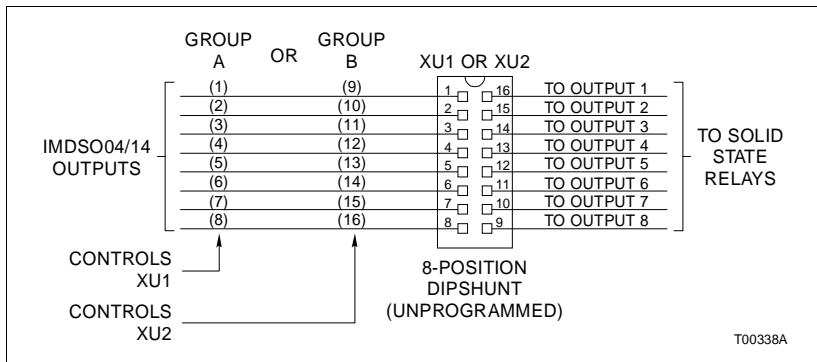 GROUP A OR GROUP B XU1 OR XU2
(1) (9) 1 16 TO OUTPUT 1
(2) (10) 2 15 TO OUTPUT 2
(3) (11) 3 14 TO OUTPUT 3
(4) (12) 4 13 TO OUTPUT 4
(5) (13) 5 12 TO OUTPUT 5
(6) (14) 6 11 TO OUTPUT 6
(7) (15) 7 10 TO OUTPUT 7
(8) (16) 8 9 TO OUTPUT 8
IMDSO04/14
OUTPUTS
TO SOLID
STATE
RELAYS
CONTROLS
XU1
CONTROLS
XU2
8-POSITION
DIPSHUNT
(UNPROGRAMMED)
T00338A